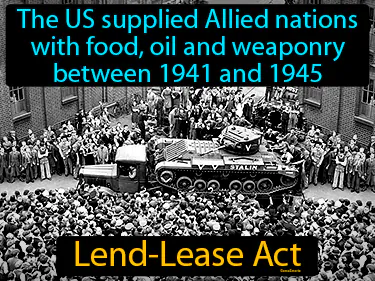 The US supplied Allied nations
with food, oil and weaponry
between 1941 and 1945
STALIN
Lend-Lease Act